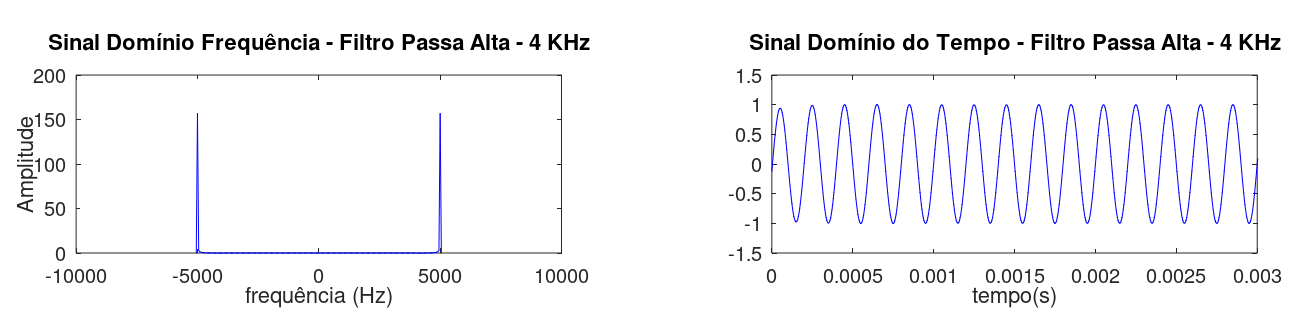 Sinal Domínio Frequência - Filtro Passa Alta - 4 KHz
200
150
100
50
0
Amplitude
-10000 -5000 0 5000 10000
frequência (Hz)
Sinal Domínio do Tempo - Filtro Passa Alta - 4 KHz
1.5
1
0.5
0
-0.5
-1
-1.5
0 0.0005 0.001 0.0015 0.002 0.0025 0.003
tempo(s)